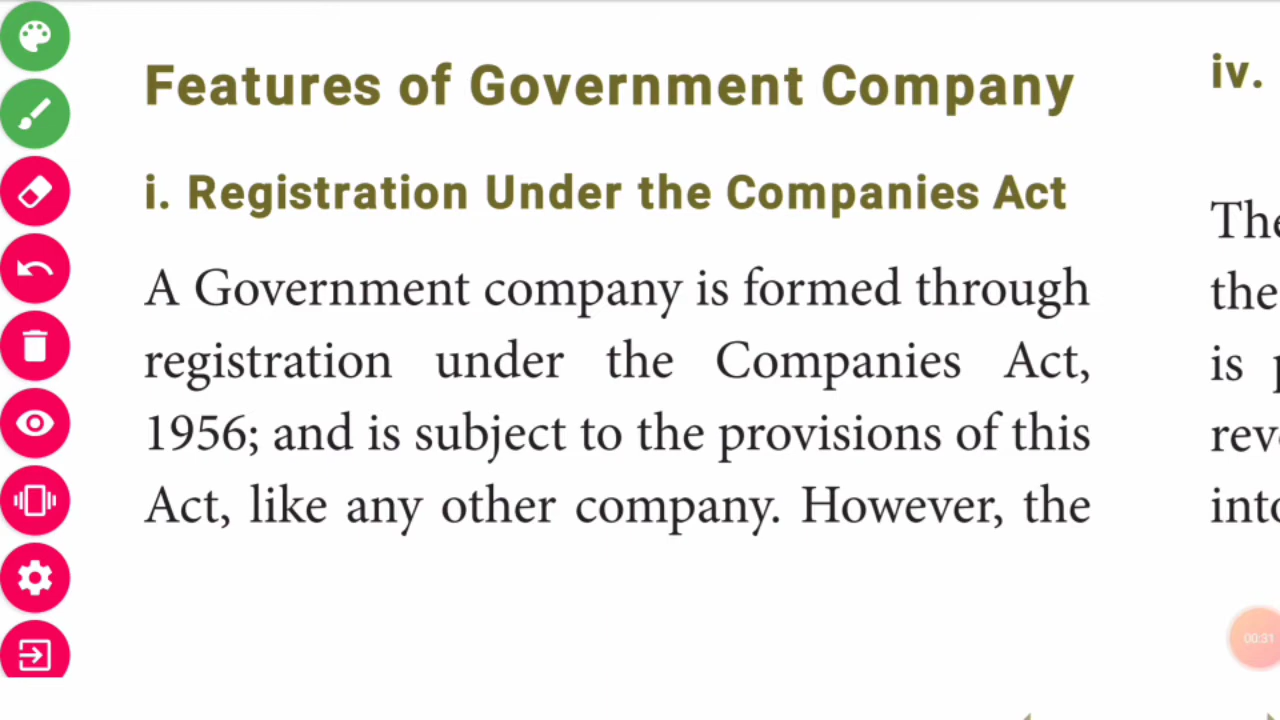 Features of Government Company
i. Registration Under the Companies Act
A Government company is formed through
registration under the Companies Act,
1956; and is subject to the provisions of this
Act, like any other company. However, the
iv.
the
is
00:31